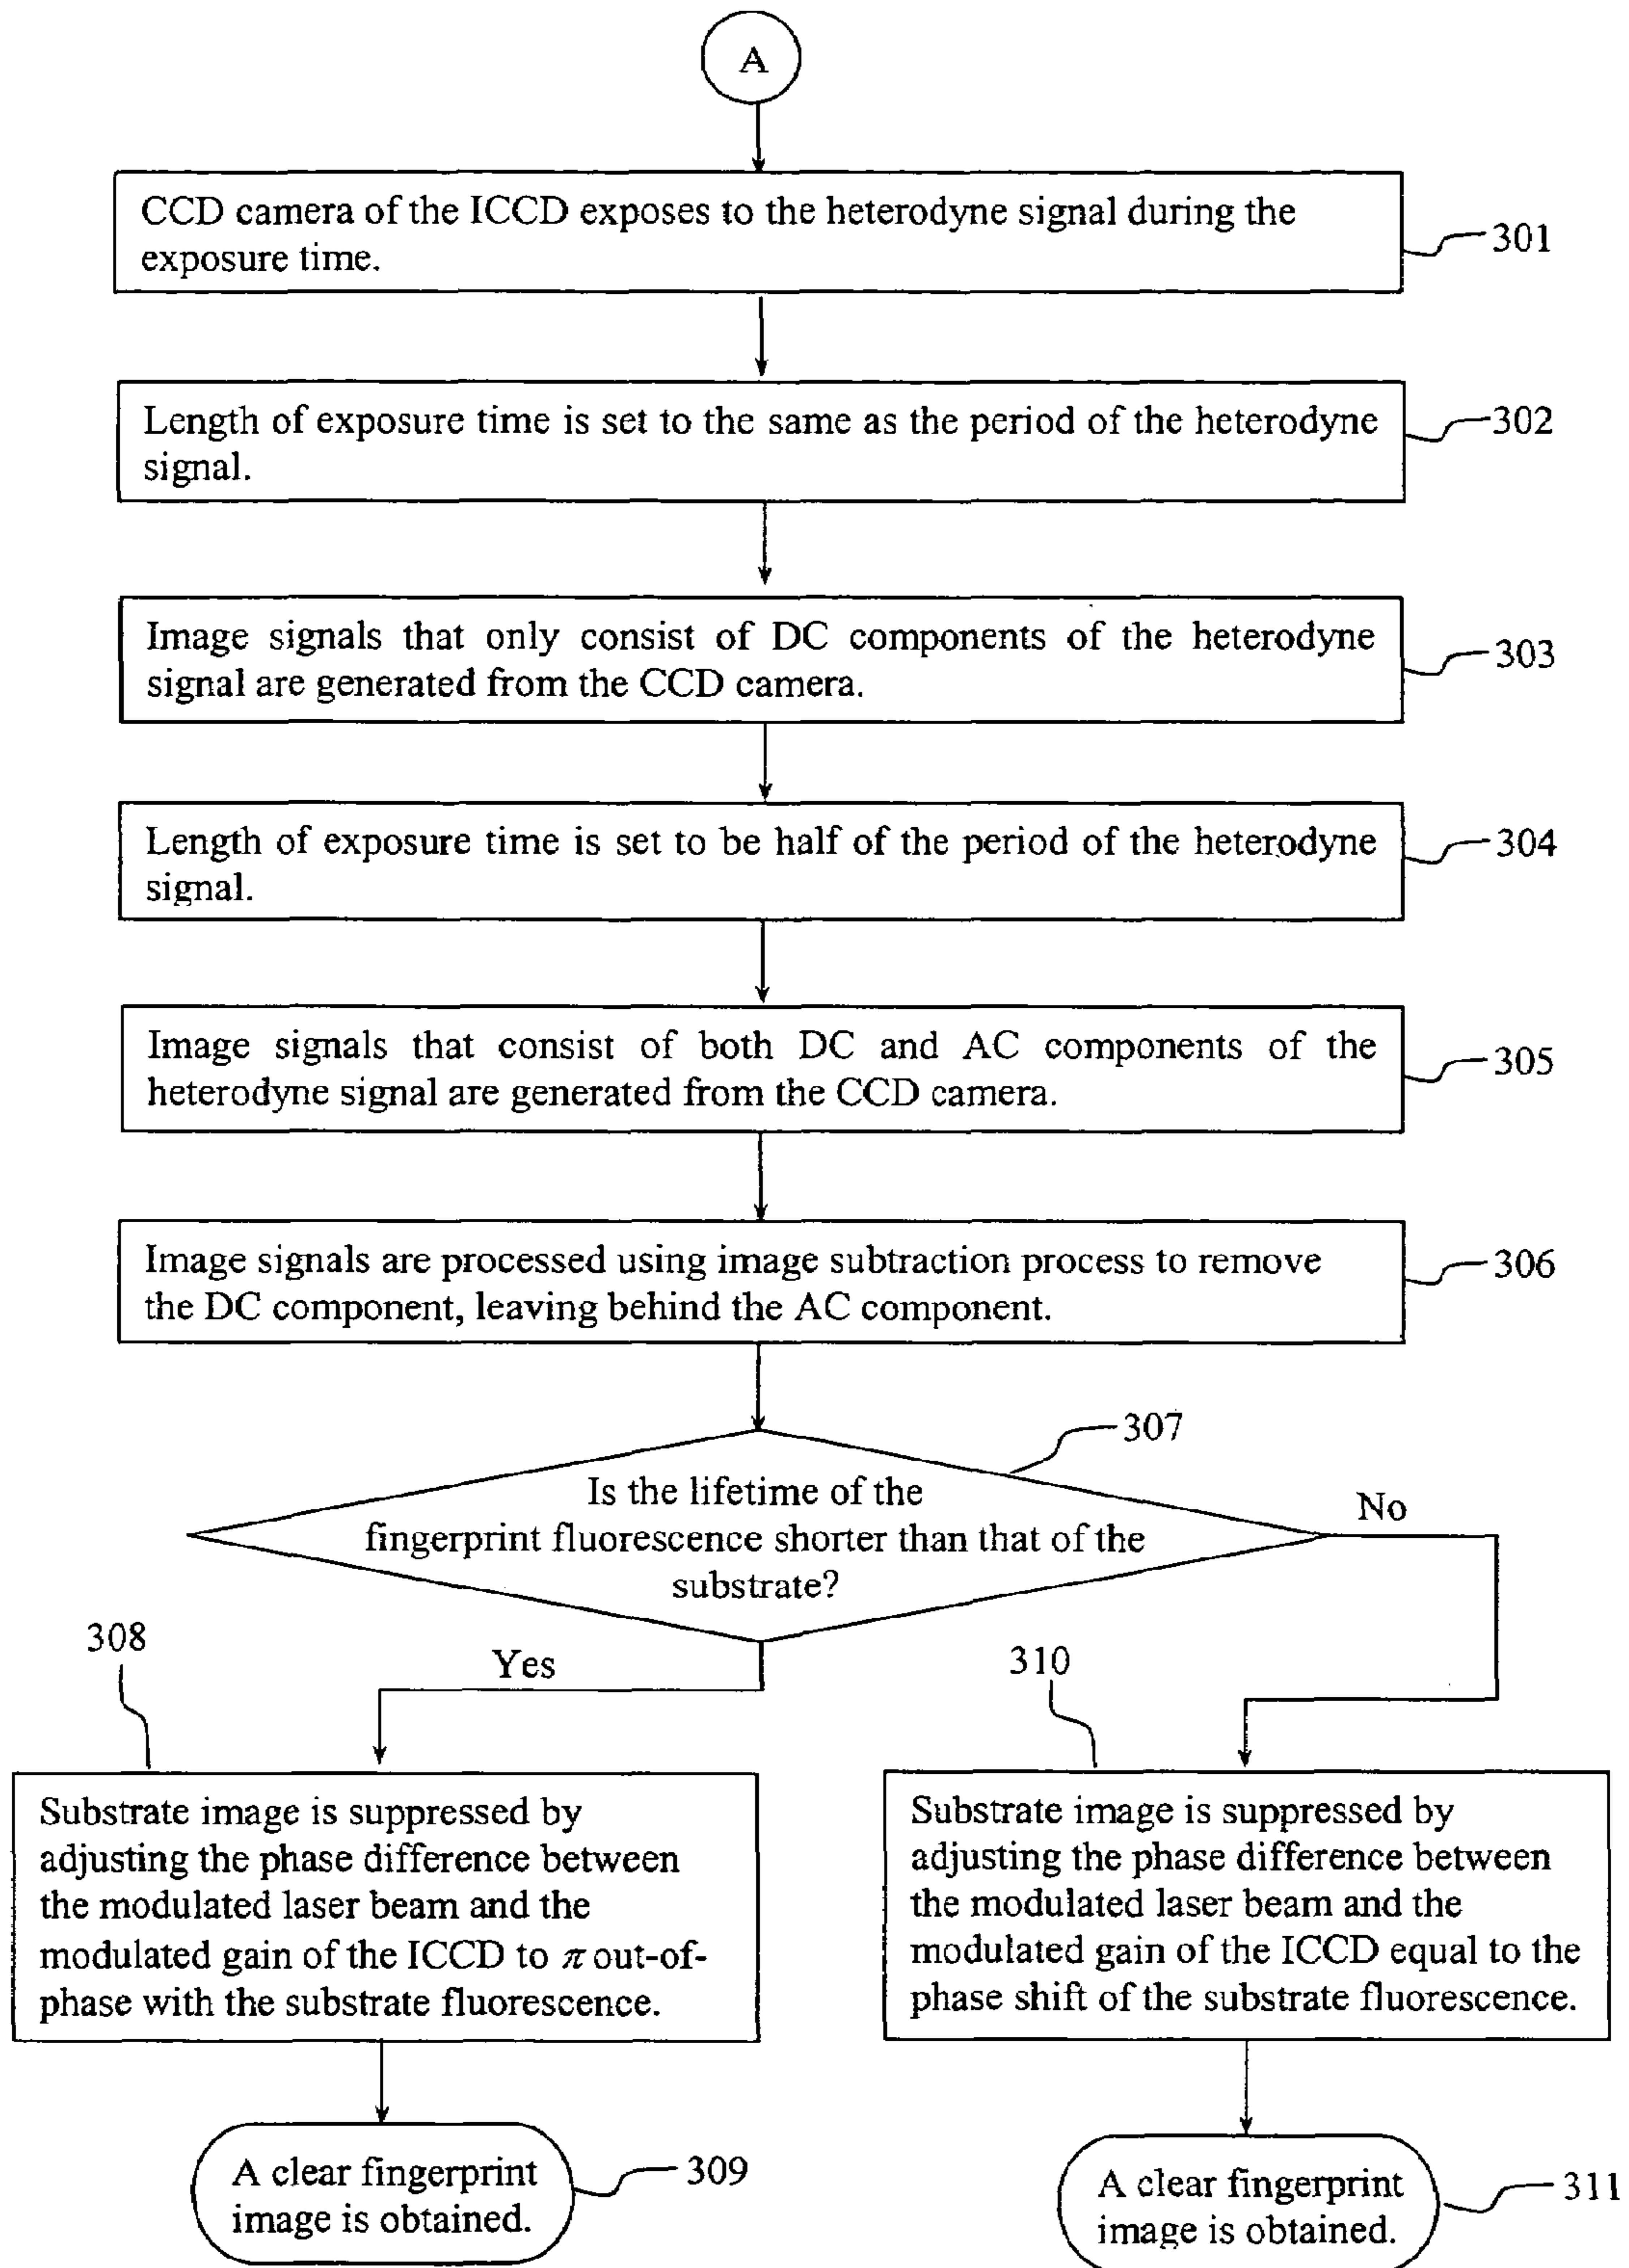 A
CCD camera of the ICCD exposes to the heterodyne signal during the
exposure time.
301
Length of exposure time is set to the same as the period of the heterodyne
signal.
302
Image signals that only consist of DC components of the heterodyne
signal are generated from the CCD camera.
303
Length of exposure time is set to be half of the period of the heterodyne
signal.
304
Image signals that consist of both DC and AC components of the
heterodyne signal are generated from the CCD camera.
305
Image signals are processed using image subtraction process to remove
the DC component, leaving behind the AC component.
306
307
Is the lifetime of the
fingerprint fluorescence shorter than that of the
substrate?
No
Yes
308
Substrate image is suppressed by
adjusting the phase difference between
the modulated laser beam and the
modulated gain of the ICCD to π out-of-
phase with the substrate fluorescence.
310
Substrate image is suppressed by
adjusting the phase difference between
the modulated laser beam and the
modulated gain of the ICCD equal to the
phase shift of the substrate fluorescence.
A clear fingerprint
image is obtained.
309
A clear fingerprint
image is obtained.
311